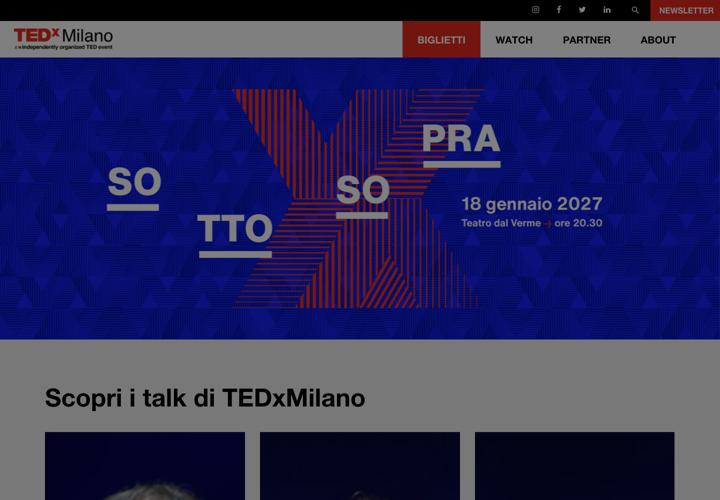 NEWSLETTER
TEDx Milano
x = independently organized TED event
BIGLIETTI
WATCH
PARTNER
ABOUT
SO
TTO
SO
PRA
18 gennaio 2027
Teatro dal Verme → ore 20.30
Scopri i talk di TEDxMilano